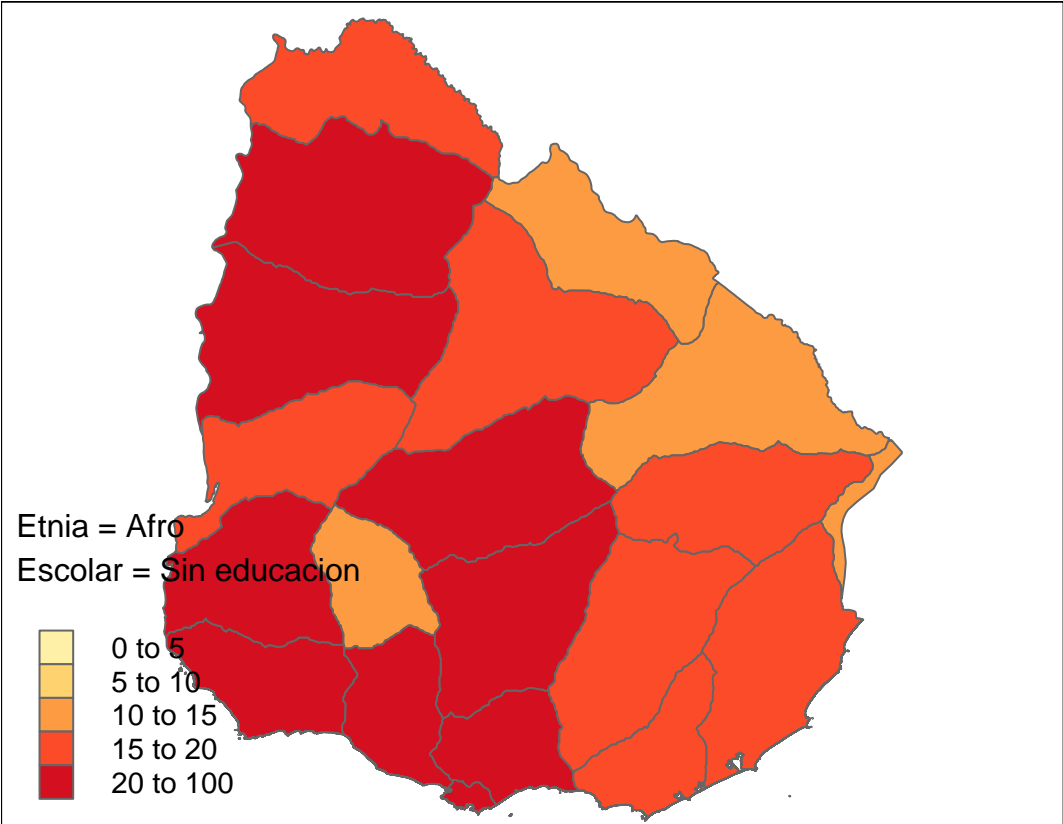 Etnia = Afro
Escolar = Sin educacion
0 to 5
5 to 10
10 to 15
15 to 20
20 to 100